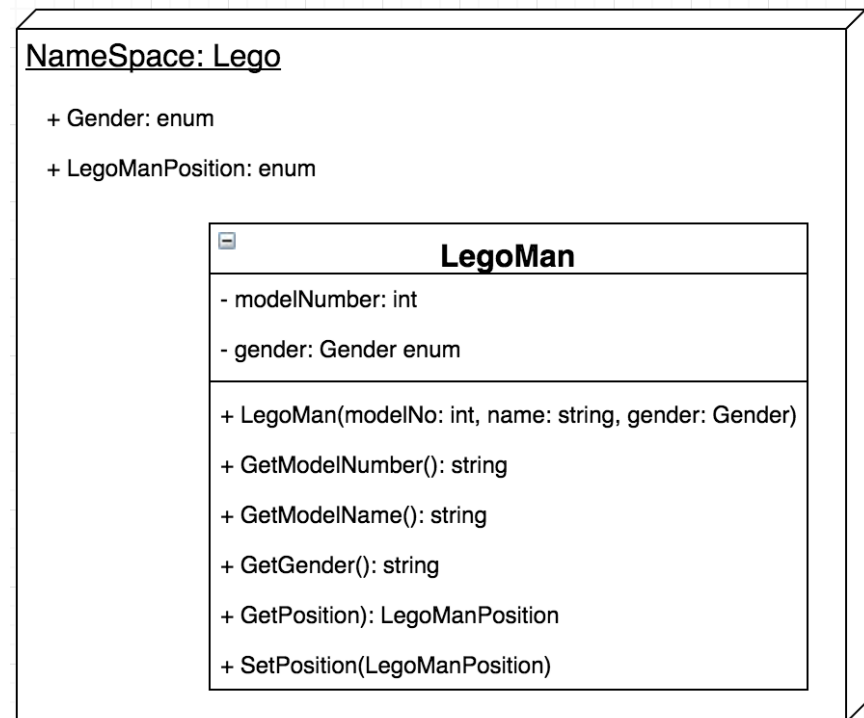 NameSpace: Lego
+ Gender: enum
+ LegoManPosition: enum
LegoMan
- modelNumber: int
- gender: Gender enum
+ LegoMan(modelNo: int, name: string, gender: Gender)
+ GetModelNumber(): string
+ GetModelName(): string
+ GetGender(): string
+ GetPosition): LegoManPosition
+ SetPosition(LegoManPosition)